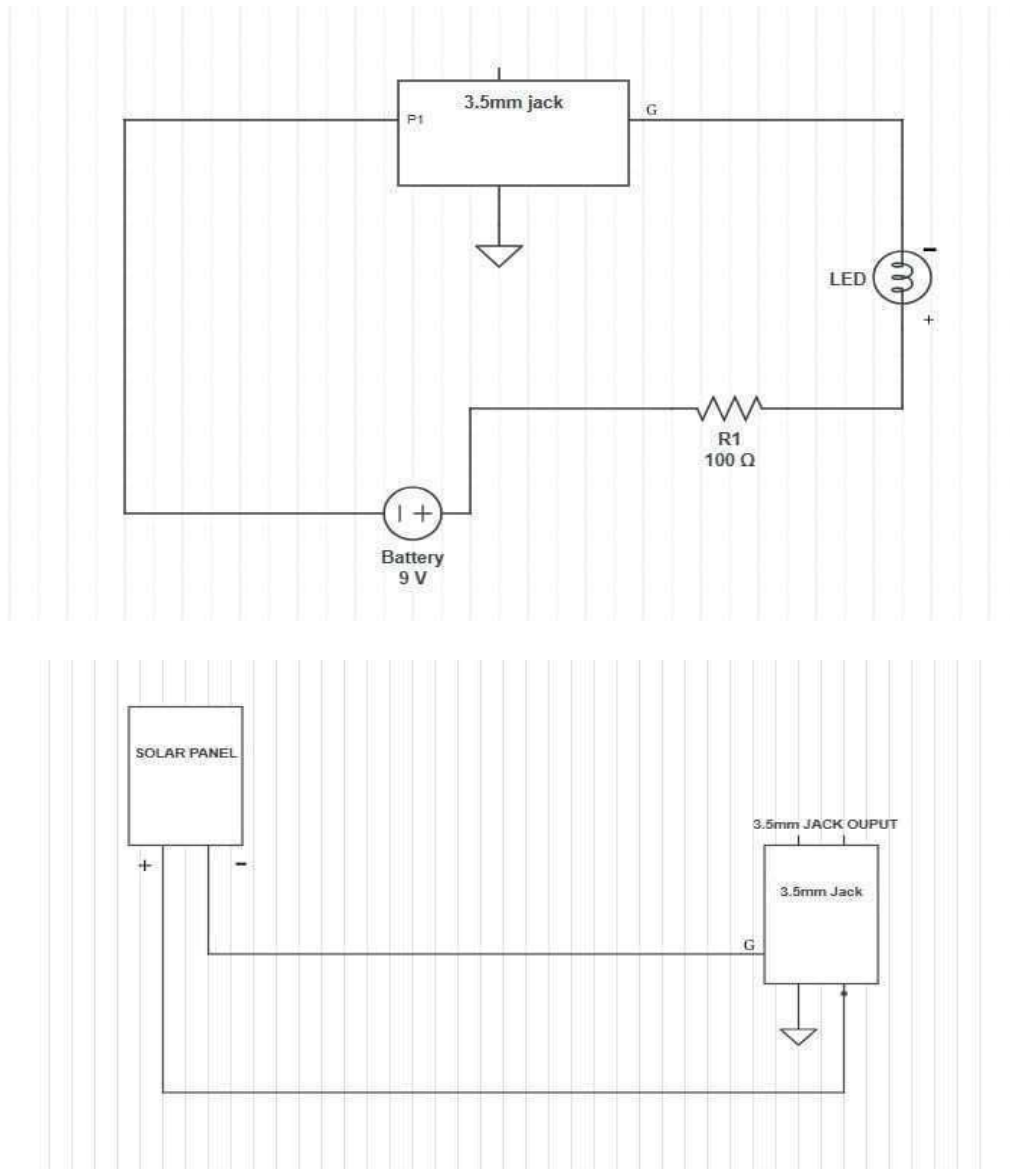 3.5mm jack
P1
G
-
LED
+
R1
100 Ω
- +
Battery
9 V
SOLAR PANEL
+ -
3.5mm JACK OUPUT
3.5mm Jack
G